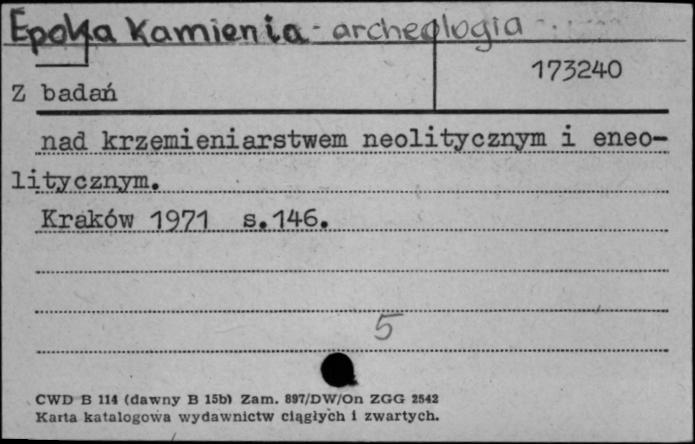 Epoka Kamienia - archeologia
173240
Z badań
nad krzemieniarstwem neolitycznym i eneo-
litycznym.
Kraków 1971 s.146.
5
CWD B 114 (dawny B 15b) Zam. 897/DW/On ZGG 2542
Karta katalogowa wydawnictw ciągłych i zwartych.